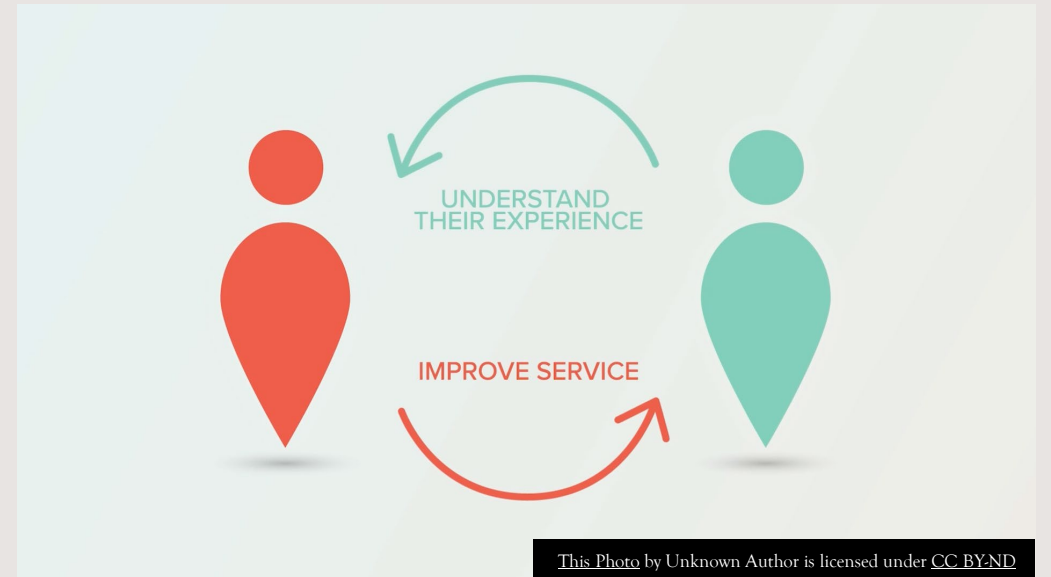 UNDERSTAND
THEIR EXPERIENCE
IMPROVE SERVICE
This Photo by Unknown Author is licensed under CC BY-ND